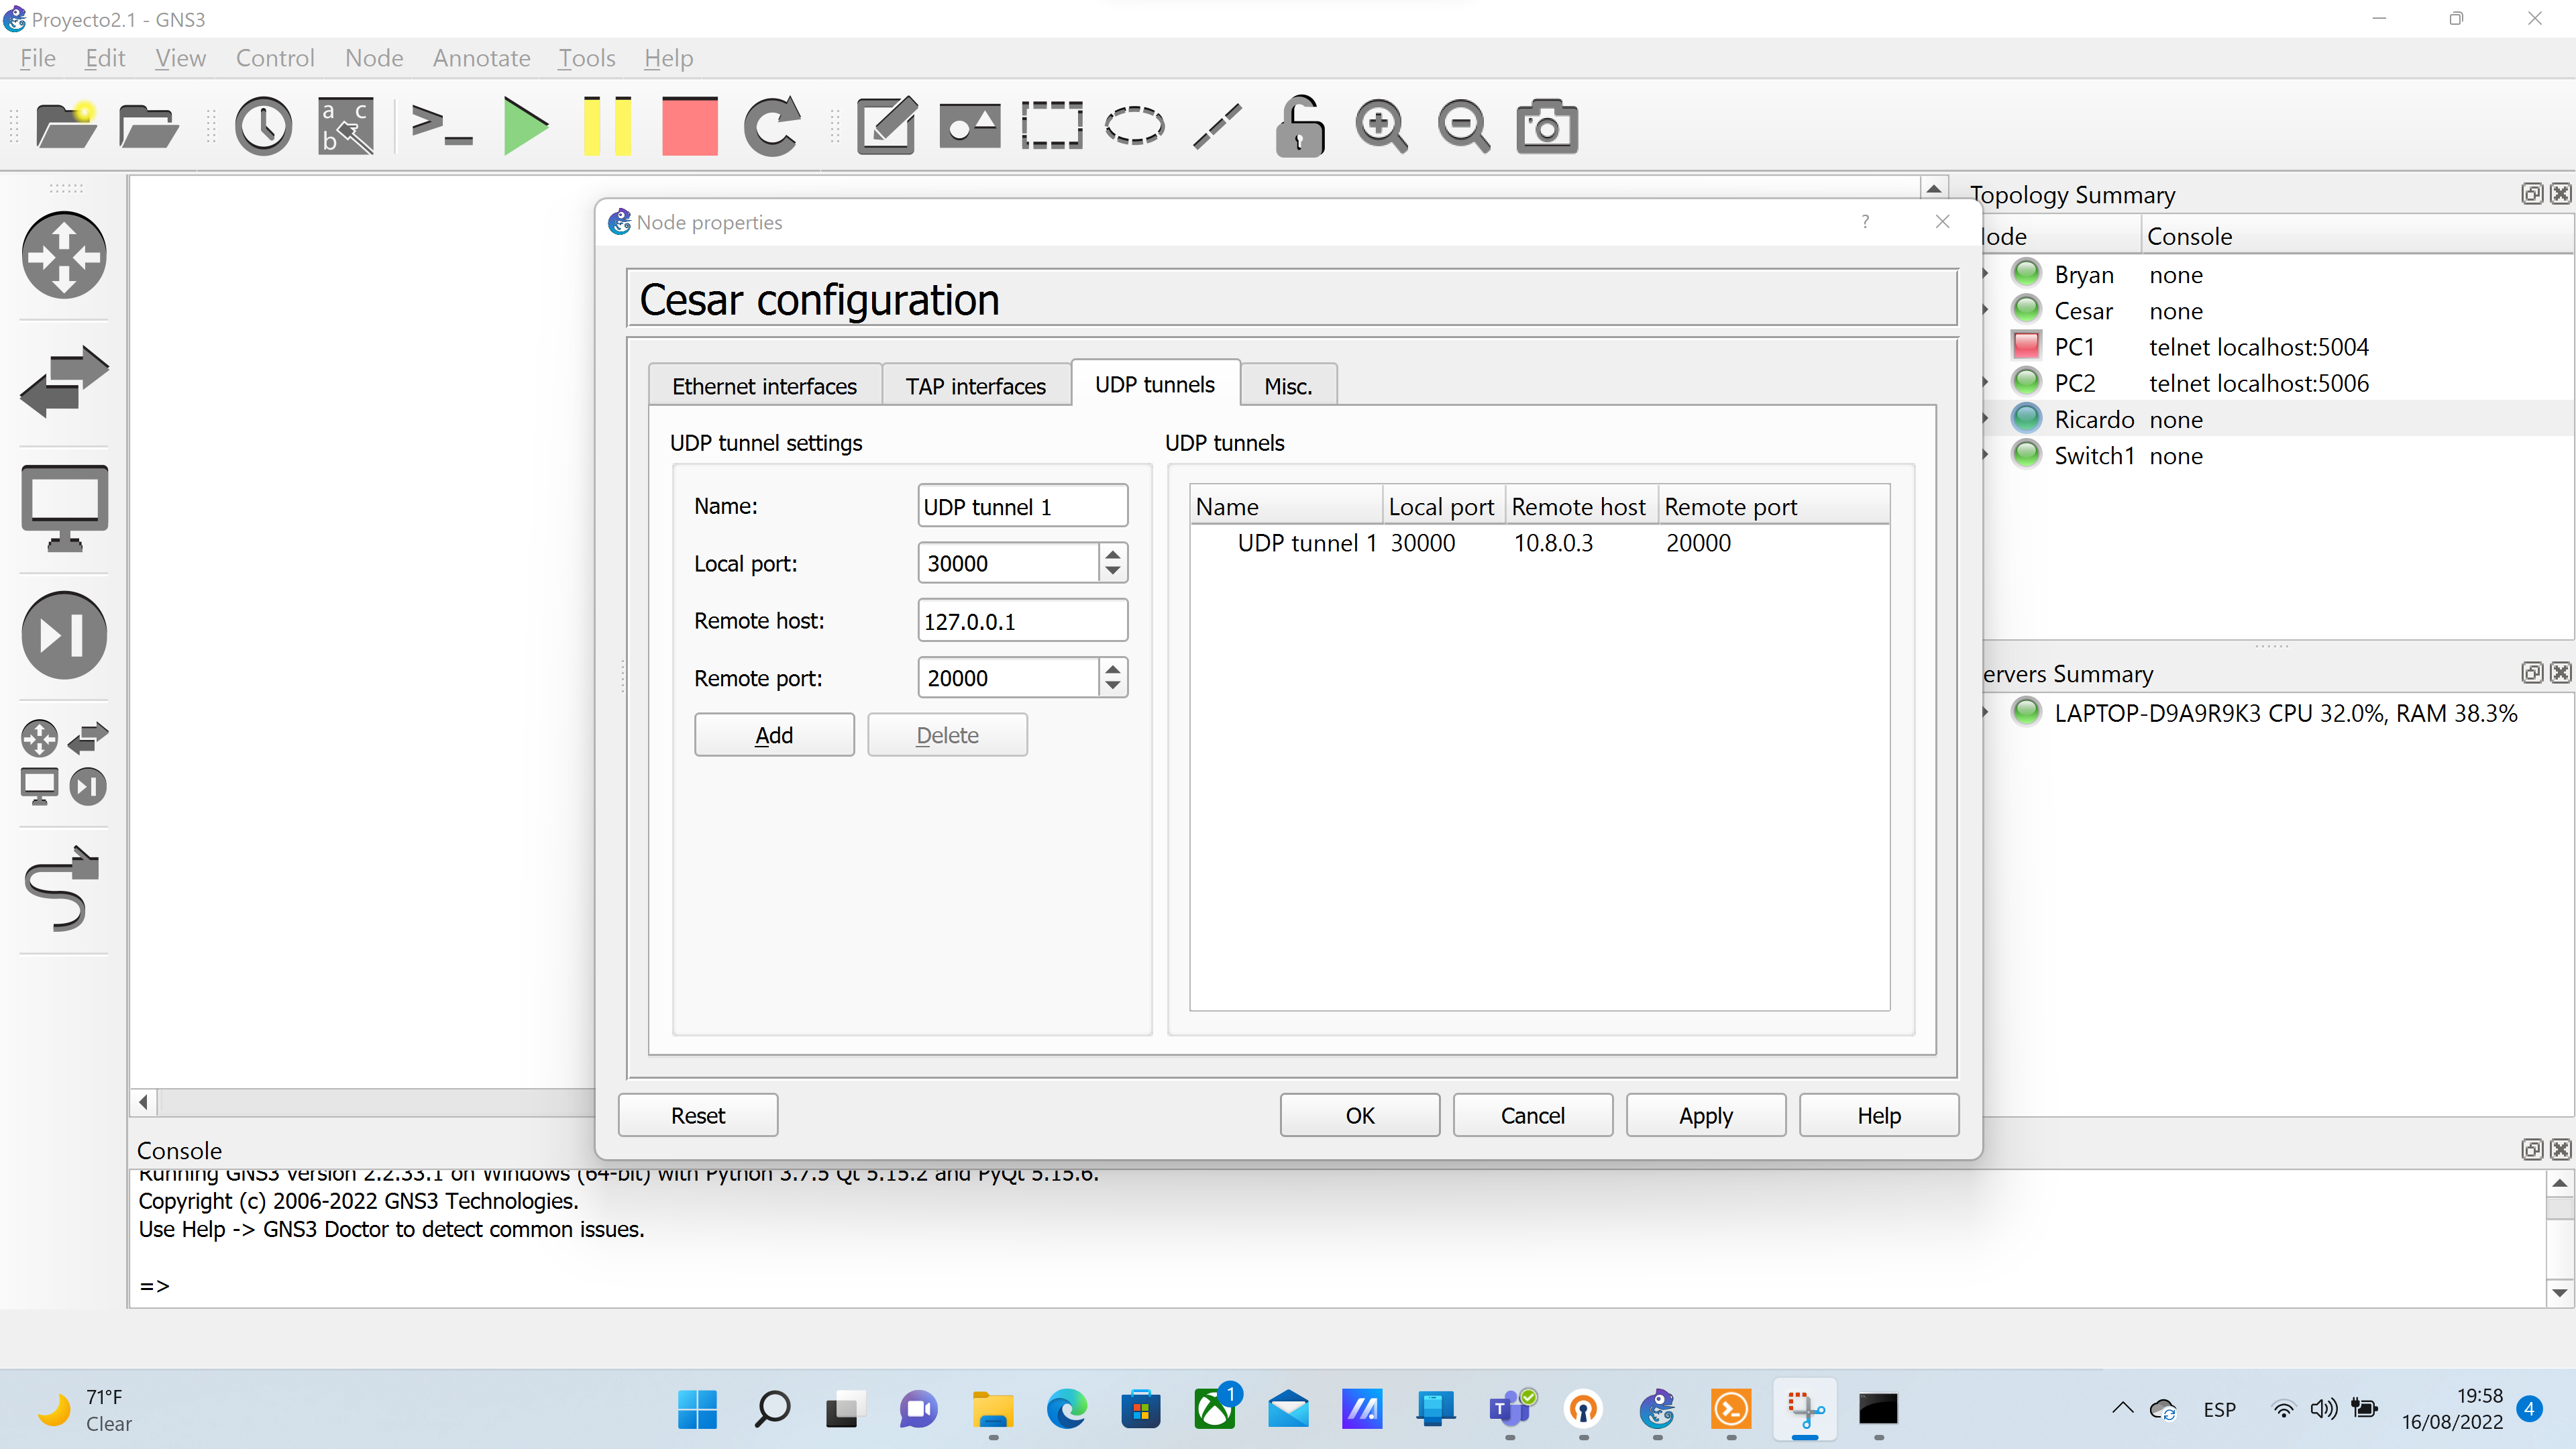 Proyecto2.1 - GNS3
File Edit View Control Node Annotate Tools Help
a c
b
Node properties
Cesar configuration
Ethernet interfaces TAP interfaces UDP tunnels Misc.
UDP tunnel settings
Name: UDP tunnel 1
Local port: 30000
Remote host: 127.0.0.1
Remote port: 20000
Add Delete
UDP tunnels
Name Local port Remote host Remote port
UDP tunnel 1 30000 10.8.0.3 20000
Reset OK Cancel Apply Help
Topology Summary
ode Console
Bryan none
Cesar none
PC1 telnet localhost:5004
PC2 telnet localhost:5006
Ricardo none
Switch1 none
ervers Summary
LAPTOP-D9A9R9K3 CPU 32.0%, RAM 38.3%
Console
Running GNS3 version 2.2.33.1 on Windows (64-bit) with Python 3.7.5 Qt 5.15.2 and PyQt 5.15.6.
Copyright (c) 2006-2022 GNS3 Technologies.
Use Help -> GNS3 Doctor to detect common issues.
=>
71°F
Clear
1
T
ESP
19:58
16/08/2022
4